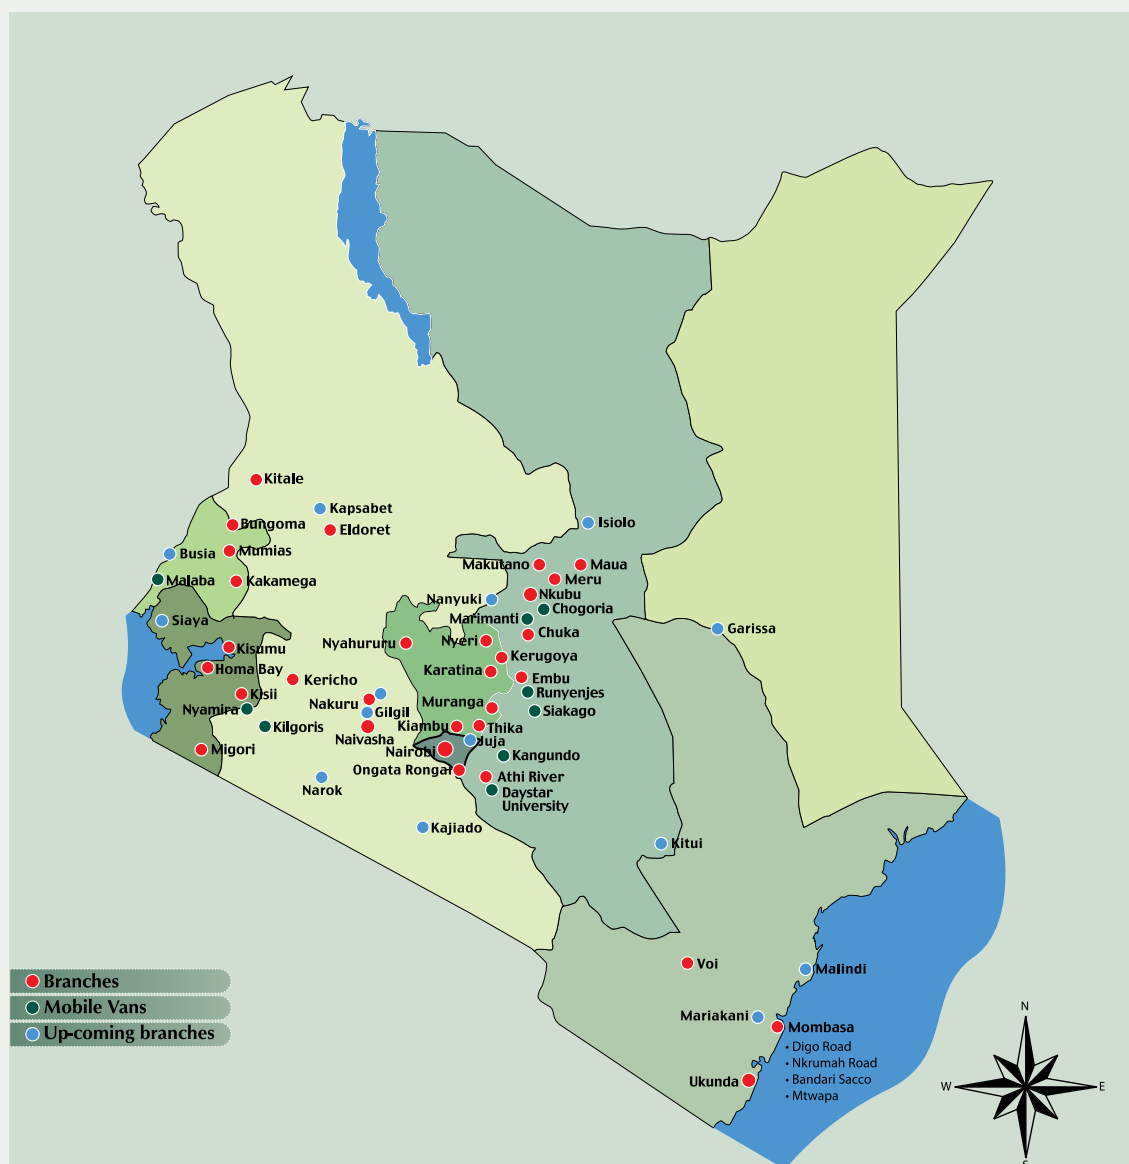 Kitale
Kapsabet
Isiolo
Bungoma
Eldoret
Busia
Mumias
Makutano
Maua
Malaba
Kakamega
Meru
Nkubu
Nanyuki
Chogoria
Marimanti
Siaya
Garissa
Chuka
Nyahururu
Nyeri
Kisumu
Kerugoya
Homa Bay
Karatina
Kericho
Embu
Kisii
Runyenjes
Nakuru
Muranga
Nyamira
Gilgil
Siakago
Kilgoris
Kiambu
Thika
Naivasha
Juja
Migori
Nairobi
Kangundo
Ongata Rongai
Athi River
Narok
Daystar
University
Kajiado
Kitui
Voi
Malindi
Branches
Mobile Vans
Mariakani
Mombasa
Up-coming branches
• Digo Road
• Nkrumah Road
Ukunda
• Bandari Sacco
• Mtwapa
N
W
E
S